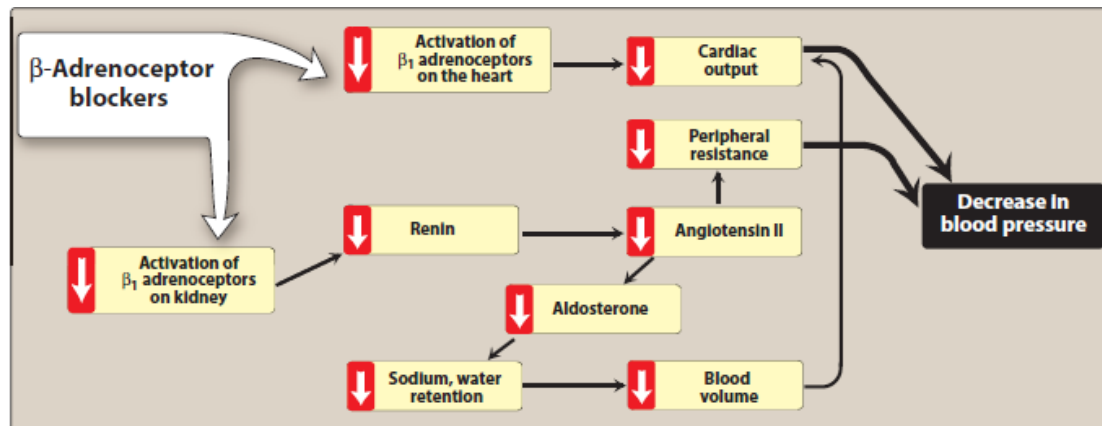 β-Adrenoceptor
blockers
Activation of
β₁ adrenoceptors
on the heart
Cardiac
output
Peripheral
resistance
Decrease in
blood pressure
Renin
Angiotensin II
Activation of
β₁ adrenoceptors
on kidney
Aldosterone
Sodium, water
retention
Blood
volume